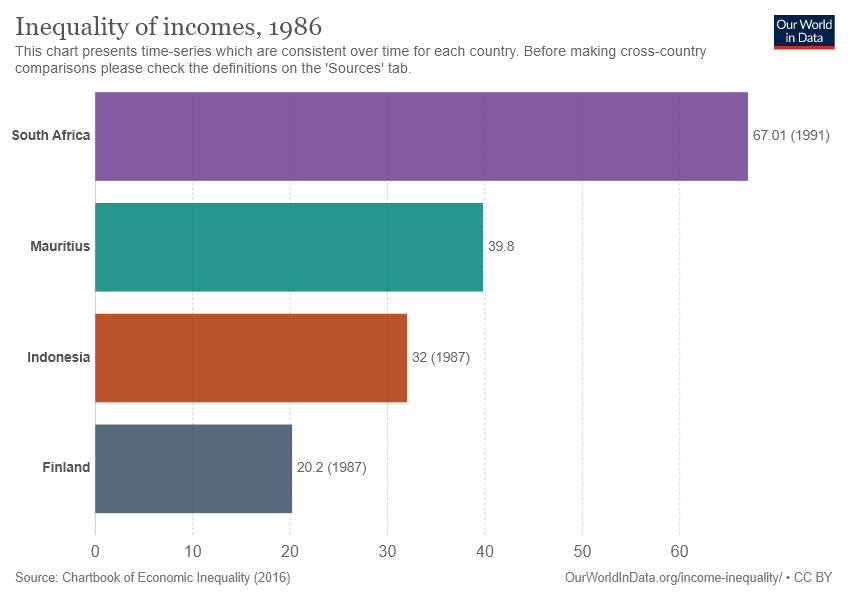 Inequality of incomes, 1986
Our World
in Data
This chart presents time-series which are consistent over time for each country. Before making cross-country
comparisons please check the definitions on the 'Sources' tab.
South Africa
67.01 (1991)
Mauritius
39.8
Indonesia
32 (1987)
Finland
20.2 (1987)
0 10 20 30 40 50 60
Source: Chartbook of Economic Inequality (2016)
OurWorldInData.org/income-inequality/ • CC BY